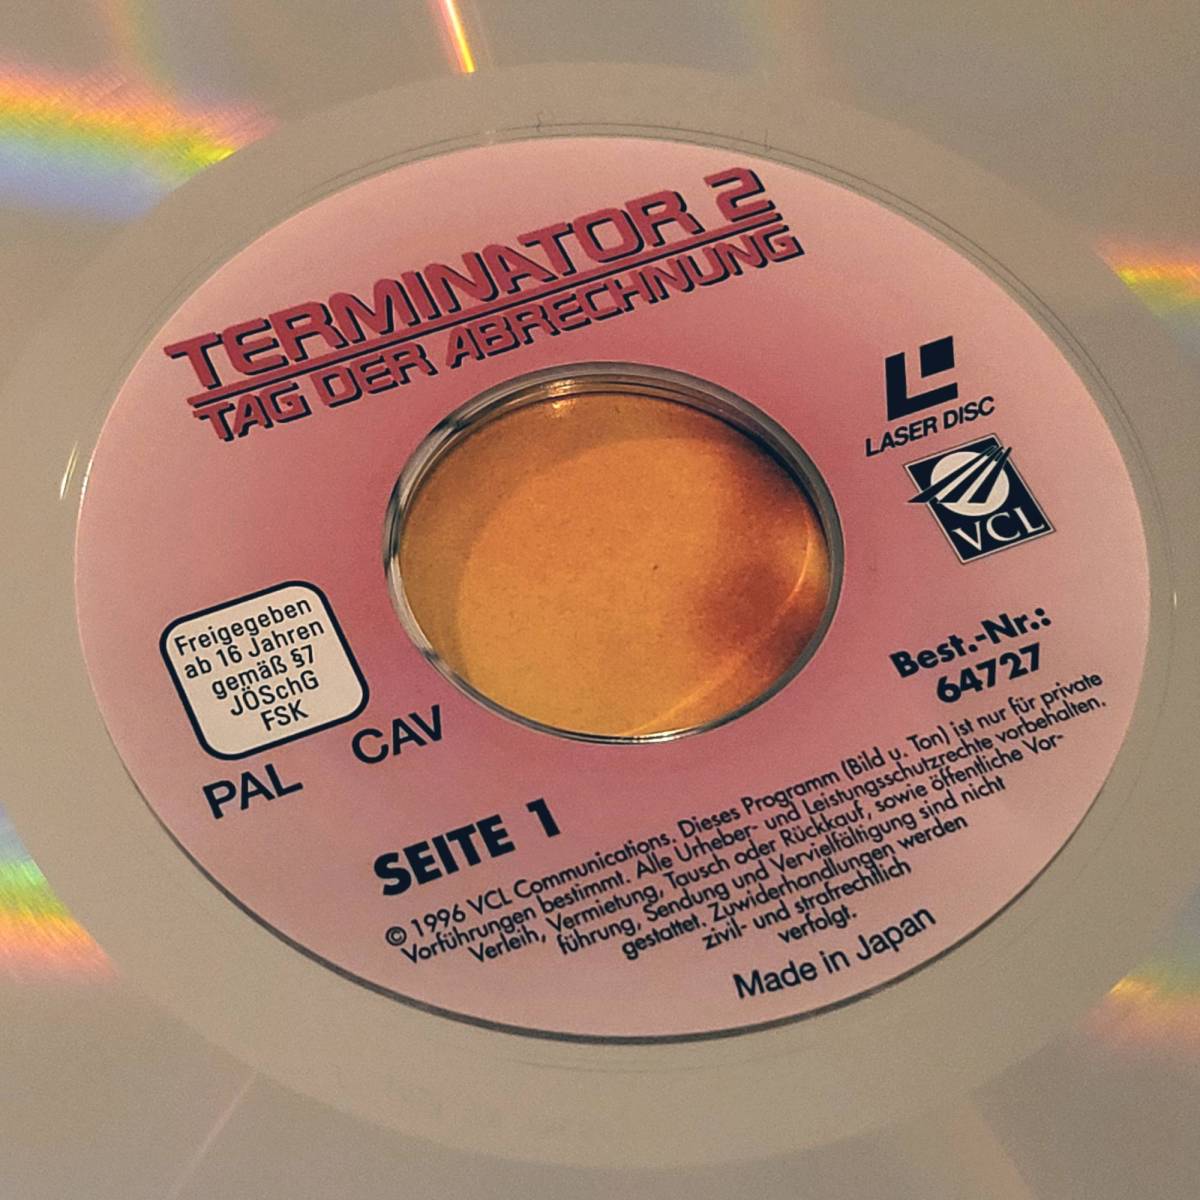 TERMINATOR 2
TAG DER ABRECHNUNG
LASER DISC
VCL
Freigegeben
ab 16 Jahren
gemäß §7
JÖSchG
FSK
PAL CAV
Best.-Nr.:
64727
SEITE 1
© 1996 VCL Communications. Dieses Programm (Bild u. Ton) ist nur für private
Vorführungen bestimmt. Alle Urheber- und Leistungsschutzrechte vorbehalten.
Verleih, Vermietung, Tausch oder Rückkauf, sowie öffentliche Vor-
führung, Sendung und Vervielfältigung sind nicht
gestattet. Zuwiderhandlungen werden
zivil- und strafrechtlich
verfolgt.
Made in Japan